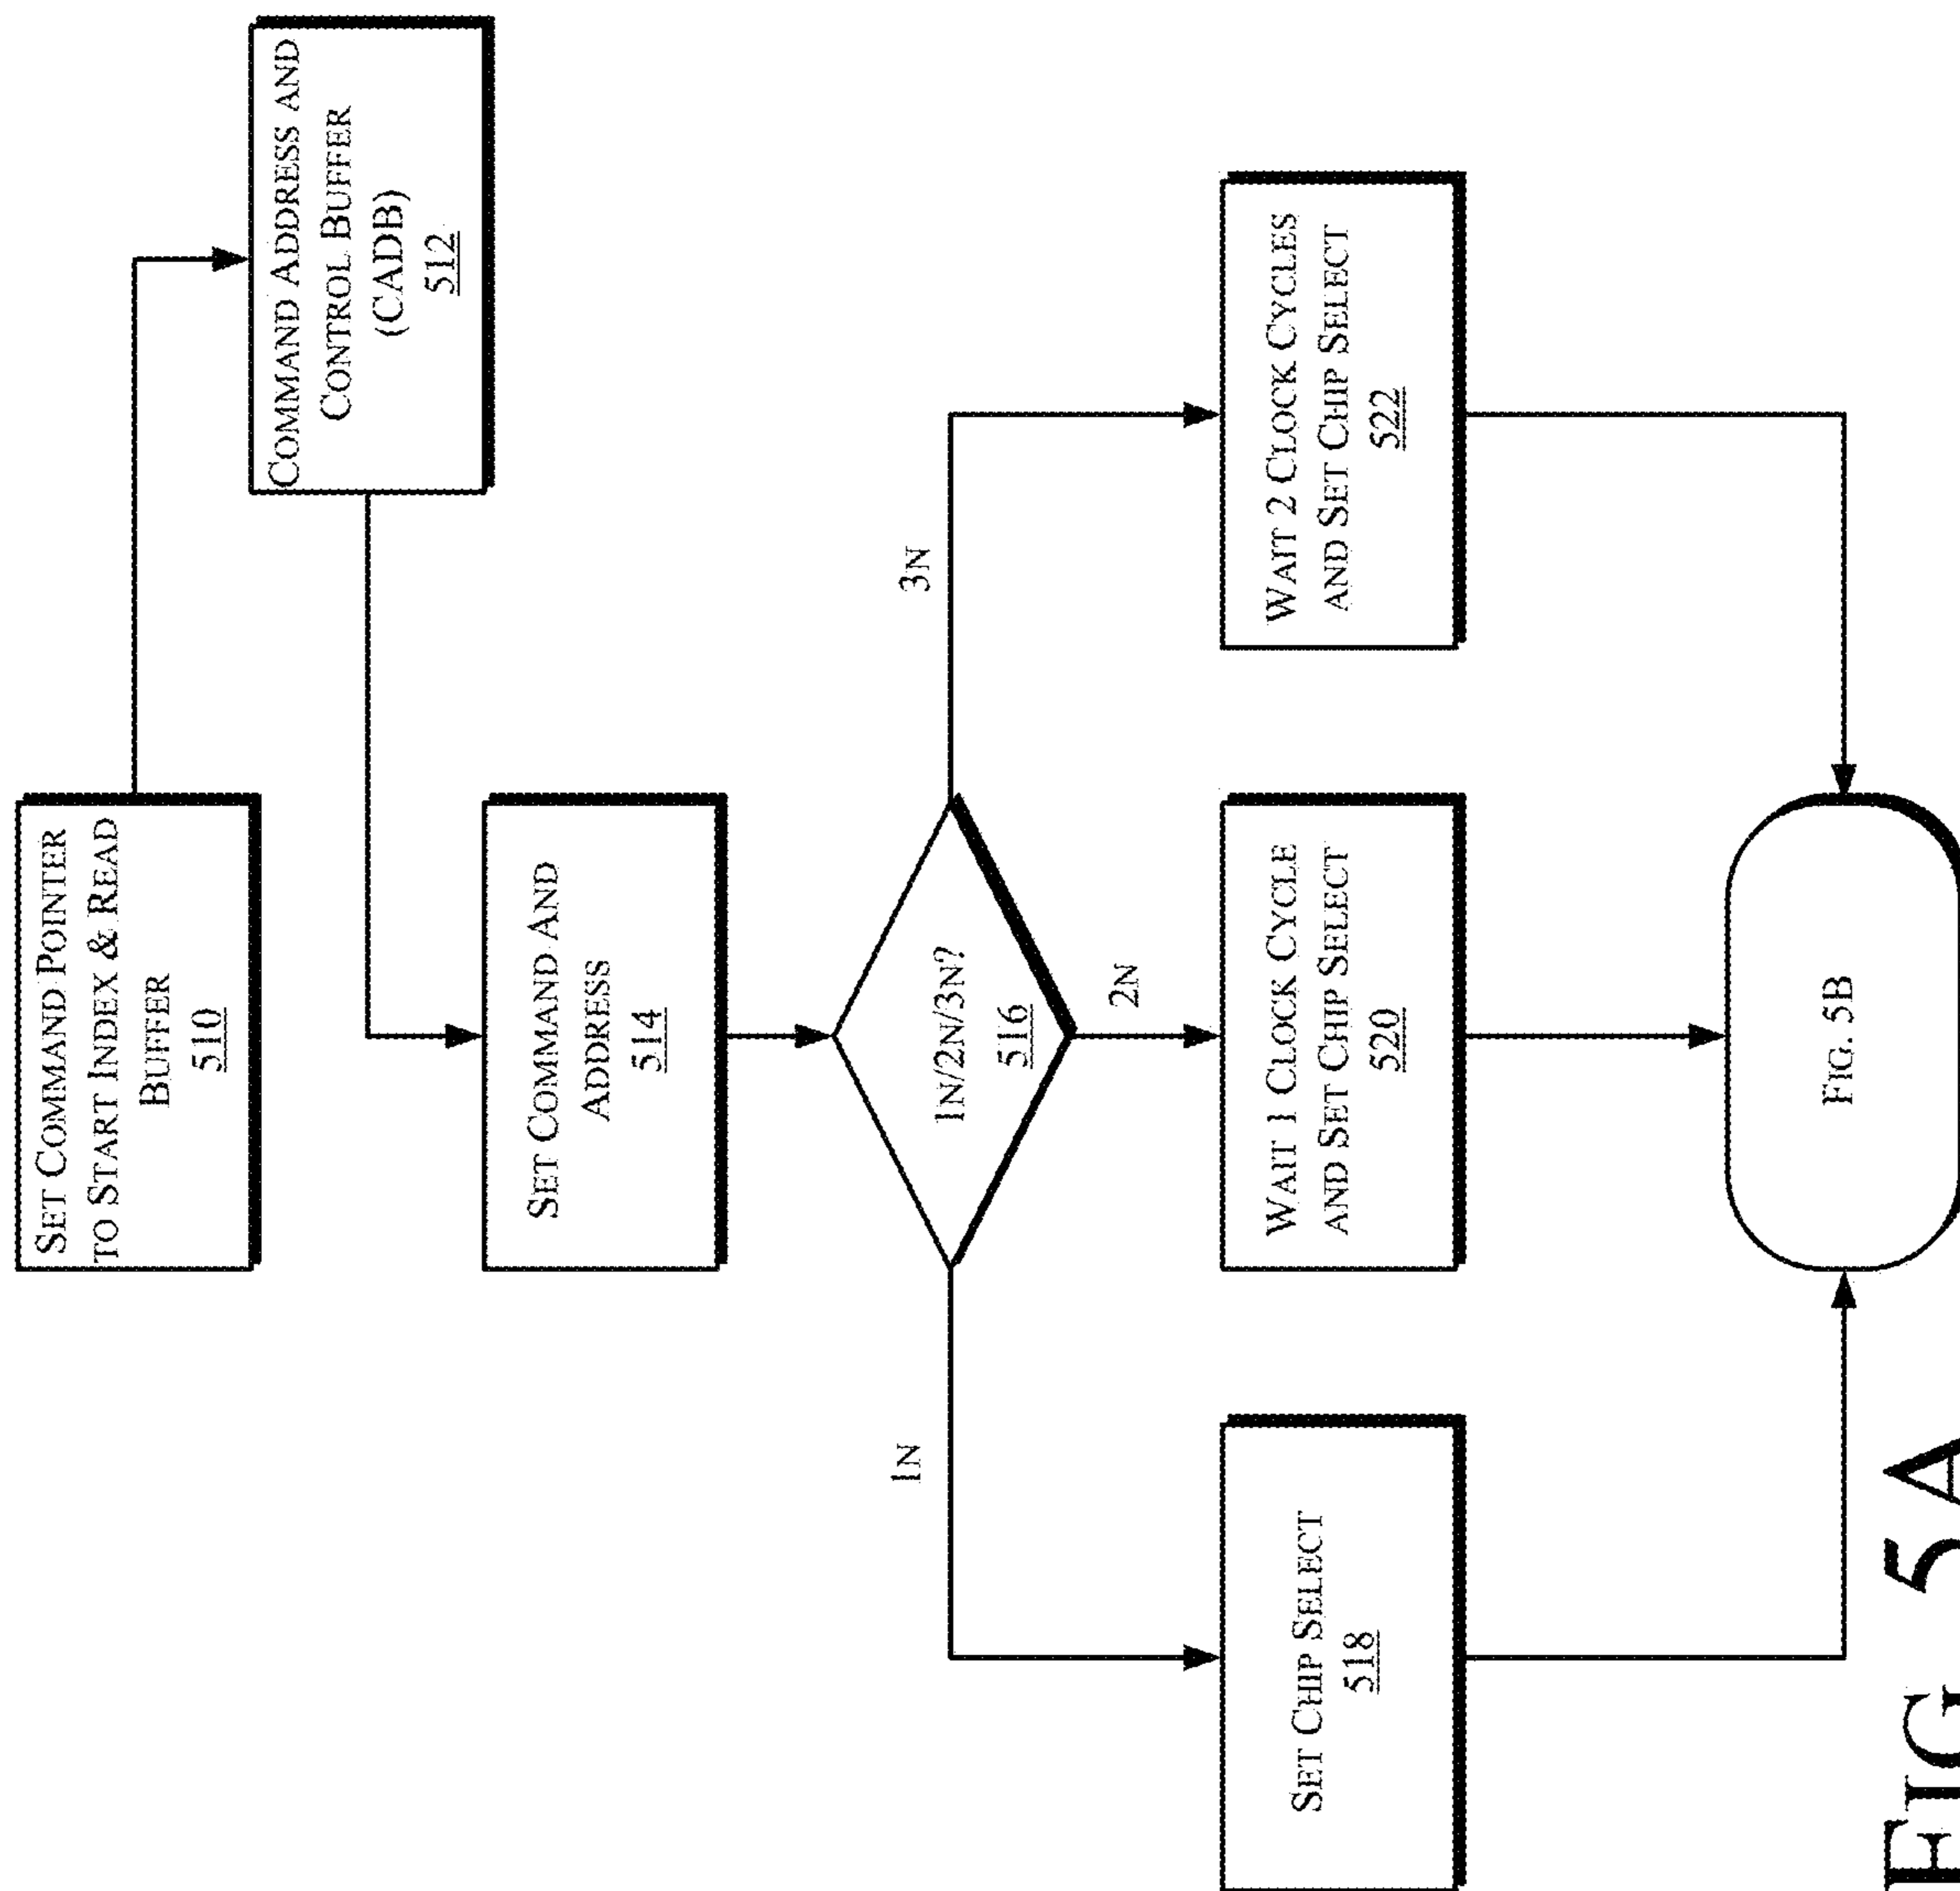 SET COMMAND POINTER
TO START INDEX & READ
BUFFER
510
COMMAND ADDRESS AND
CONTROL BUFFER
(CADB)
512
SET COMMAND AND
ADDRESS
514
1N/2N/3N?
516
1N
2N
3N
SET CHIP SELECT
518
WAIT 1 CLOCK CYCLE
AND SET CHIP SELECT
520
WAIT 2 CLOCK CYCLES
AND SET CHIP SELECT
522
FIG. 5B
FIG 5A